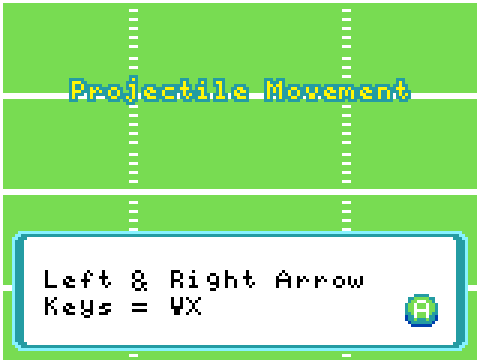 Projectile Movement
Left & Right Arrow
Keys = VX
A